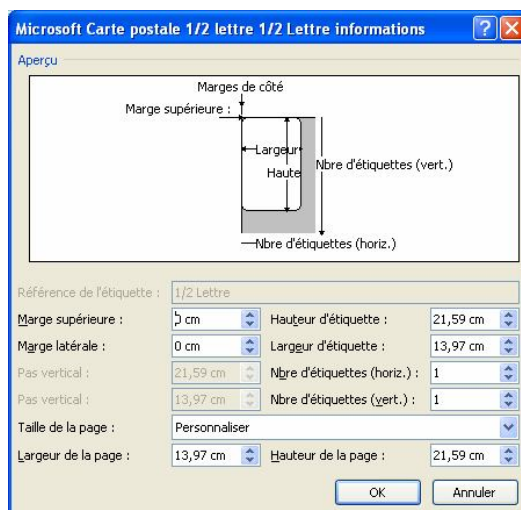 Microsoft Carte postale 1/2 lettre 1/2 Lettre informations
Aperçu
Marges de côté
Marge supérieure :
Largeur
Haute
Nbre d'étiquettes (vert.)
Nbre d'étiquettes (horiz.)
Référence de l'étiquette : 1/2 Lettre
Marge supérieure : cm Hauteur d'étiquette : 21,59 cm
Marge latérale : 0 cm Largeur d'étiquette : 13,97 cm
Pas vertical : 21,59 cm Nbre d'étiquettes (horiz.) : 1
Pas vertical : 13,97 cm Nbre d'étiquettes (vert.) : 1
Taille de la page : Personnaliser
Largeur de la page : 13,97 cm Hauteur de la page : 21,59 cm
OK Annuler